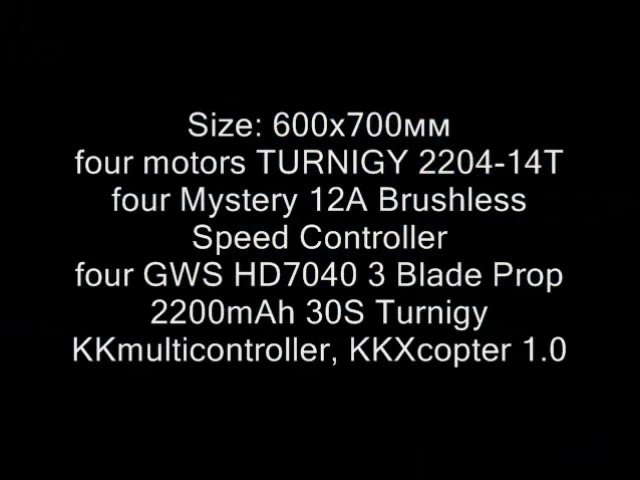 Size: 600x700мм
four motors TURNIGY 2204-14T
four Mystery 12A Brushless
Speed Controller
four GWS HD7040 3 Blade Prop
2200mAh 30S Turnigy
KKmulticontroller, KKXcopter 1.0